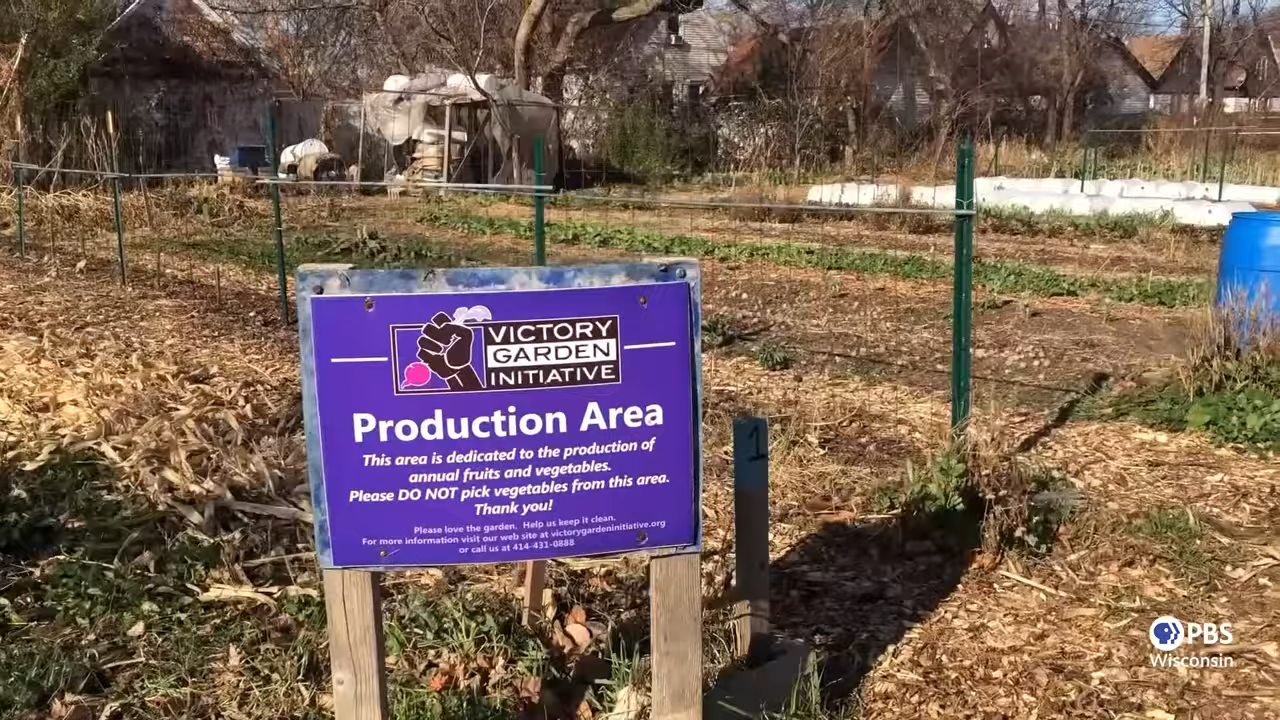 VICTORY
GARDEN
INITIATIVE
Production Area
This area is dedicated to the production of
annual fruits and vegetables.
Please DO NOT pick vegetables from this area.
Thank you!
Please love the garden. Help us keep it clean.
For more information visit our web site at victorygardeninitiative.org
or call us at 414-431-0888
1
PBS
Wisconsin